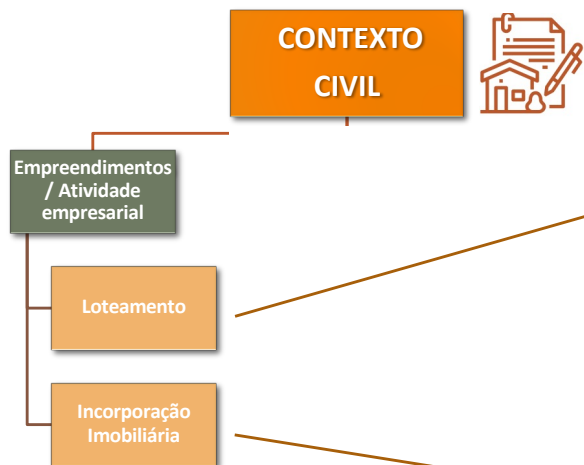 CONTEXTO
CIVIL
Empreendimentos
/ Atividade
empresarial
Loteamento
Incorporação
Imobiliária